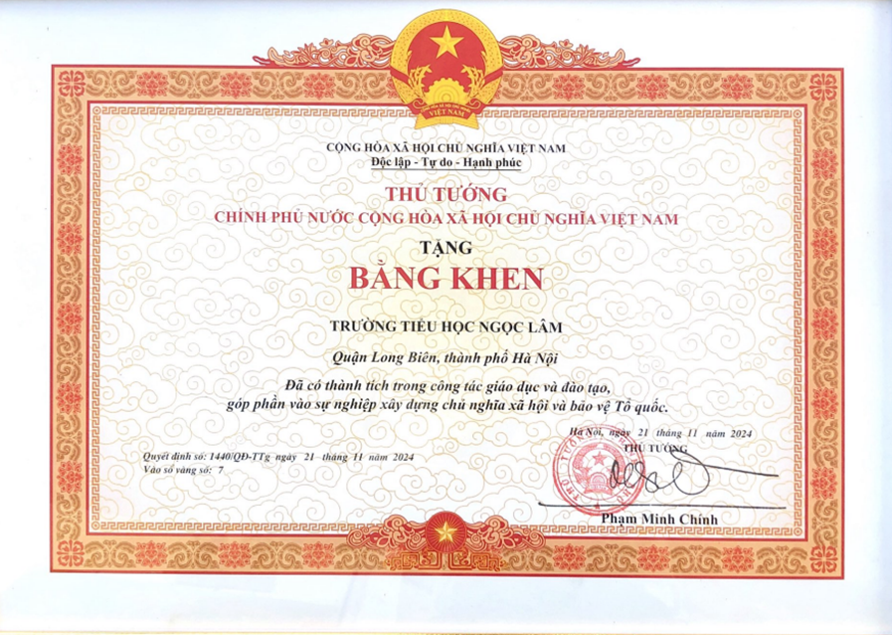 VIỆT NAM
CỘNG HÒA XÃ HỘI CHỦ NGHĨA VIỆT NAM
Độc lập - Tự do - Hạnh phúc
THỦ TƯỚNG
CHÍNH PHỦ NƯỚC CỘNG HÒA XÃ HỘI CHỦ NGHĨA VIỆT NAM
TẶNG
BẰNG KHEN
TRƯỜNG TIỂU HỌC NGỌC LÂM
Quận Long Biên, thành phố Hà Nội
Đã có thành tích trong công tác giáo dục và đào tạo,
góp phần vào sự nghiệp xây dựng chủ nghĩa xã hội và bảo vệ Tổ quốc.
Hà Nội, ngày 21 tháng 11 năm 2024
THỦ TƯỚNG
Quyết định số: 1440/QĐ-TTg ngày 21 tháng 11 năm 2024
Vào sổ vàng số: 7
Phạm Minh Chính